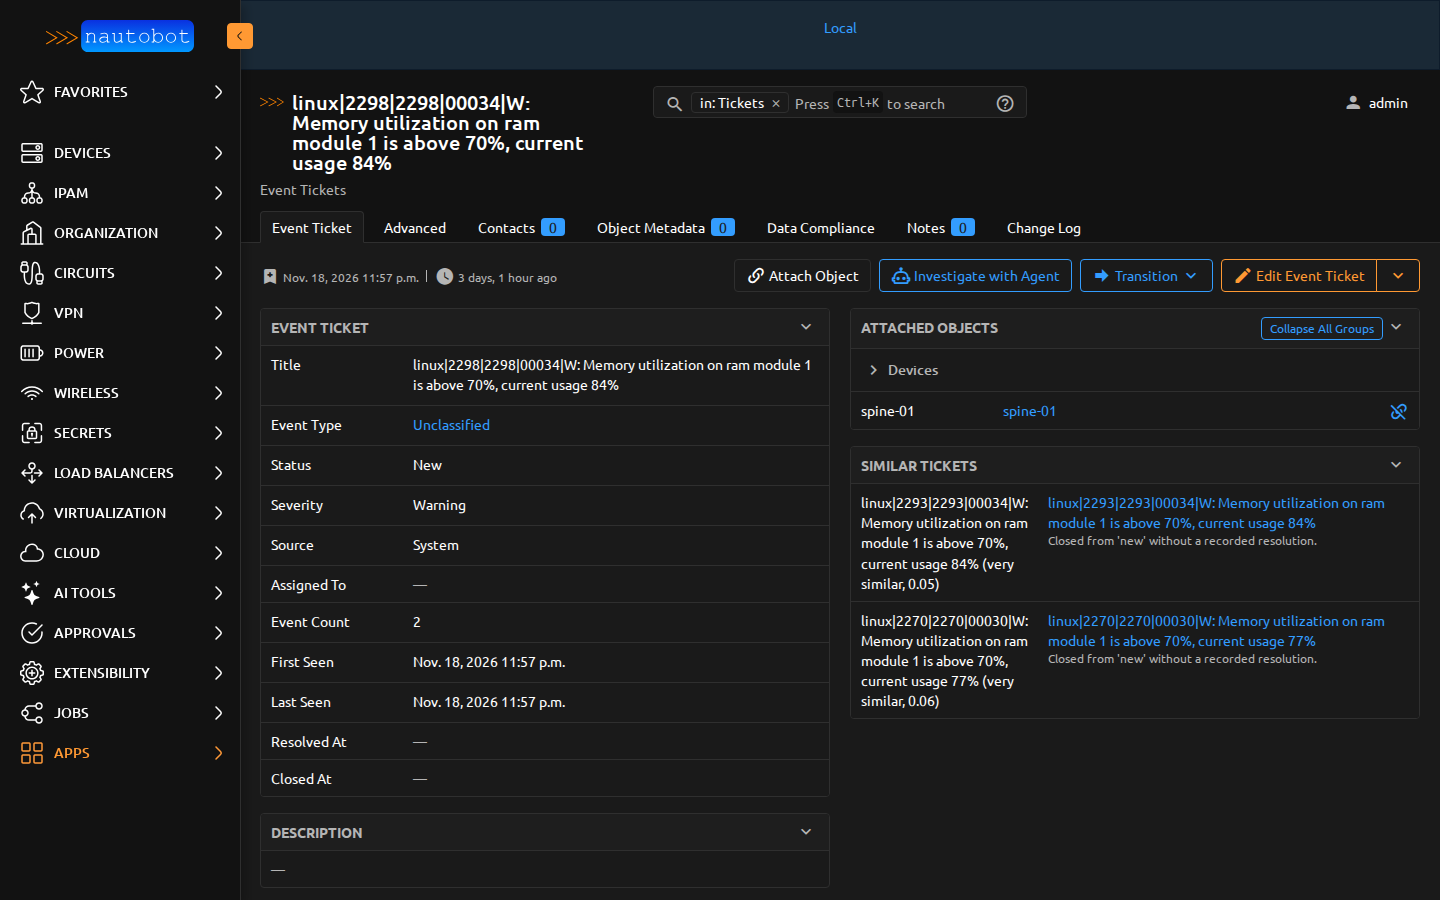 >>> nautobot
Local
FAVORITES
DEVICES
IPAM
ORGANIZATION
CIRCUITS
VPN
POWER
WIRELESS
SECRETS
LOAD BALANCERS
VIRTUALIZATION
CLOUD
AI TOOLS
APPROVALS
EXTENSIBILITY
JOBS
APPS
>>> linux|2298|2298|00034|W:
Memory utilization on ram
module 1 is above 70%, current
usage 84%
in: Tickets × Press Ctrl+K to search
admin
Event Tickets
Event Ticket Advanced Contacts 0 Object Metadata 0 Data Compliance Notes 0 Change Log
Nov. 18, 2026 11:57 p.m. | 3 days, 1 hour ago
Attach Object Investigate with Agent Transition Edit Event Ticket
EVENT TICKET
Title linux|2298|2298|00034|W: Memory utilization on ram module 1
is above 70%, current usage 84%
Event Type Unclassified
Status New
Severity Warning
Source System
Assigned To —
Event Count 2
First Seen Nov. 18, 2026 11:57 p.m.
Last Seen Nov. 18, 2026 11:57 p.m.
Resolved At —
Closed At —
DESCRIPTION
—
ATTACHED OBJECTS Collapse All Groups
Devices
spine-01 spine-01
SIMILAR TICKETS
linux|2293|2293|00034|W:
Memory utilization on ram
module 1 is above 70%,
current usage 84% (very
similar, 0.05)
linux|2293|2293|00034|W: Memory utilization on ram
module 1 is above 70%, current usage 84%
Closed from 'new' without a recorded resolution.
linux|2270|2270|00030|W:
Memory utilization on ram
module 1 is above 70%,
current usage 77% (very
similar, 0.06)
linux|2270|2270|00030|W: Memory utilization on ram
module 1 is above 70%, current usage 77%
Closed from 'new' without a recorded resolution.